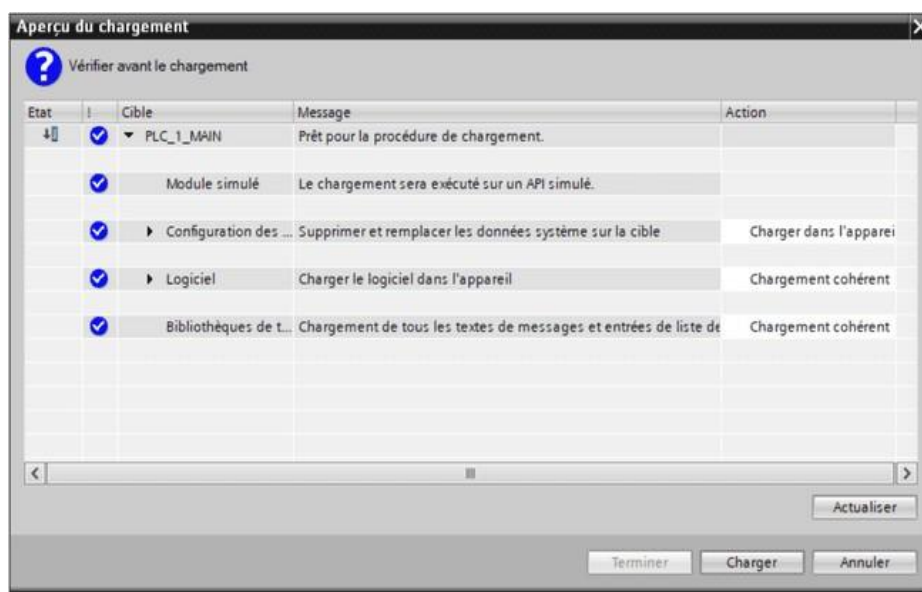 Aperçu du chargement
Vérifier avant le chargement
Etat ! Cible Message Action
PLC_1_MAIN Prêt pour la procédure de chargement.
Module simulé Le chargement sera exécuté sur un API simulé.
Configuration des ... Supprimer et remplacer les données système sur la cible Charger dans l'apparei
Logiciel Charger le logiciel dans l'appareil Chargement cohérent
Bibliothèques de t... Chargement de tous les textes de messages et entrées de liste de Chargement cohérent
Actualiser
Terminer Charger Annuler